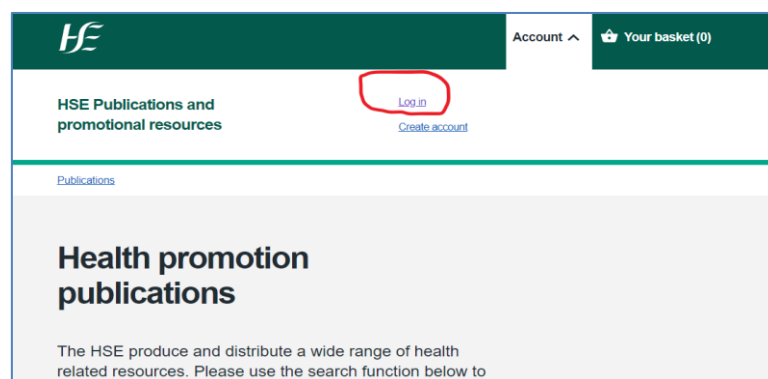 HSE
Account
Your basket (0)
HSE Publications and
promotional resources
Log in
Create account
Publications
Health promotion
publications
The HSE produce and distribute a wide range of health
related resources. Please use the search function below to